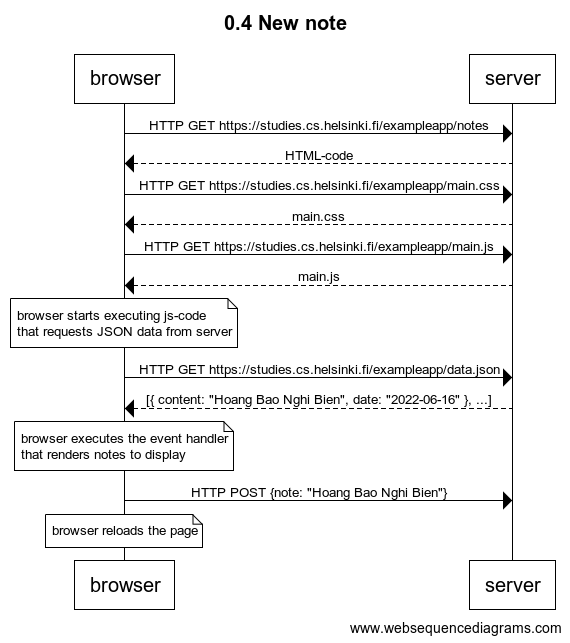 0.4 New note
browser
server
HTTP GET https://studies.cs.helsinki.fi/exampleapp/notes
HTML-code
HTTP GET https://studies.cs.helsinki.fi/exampleapp/main.css
main.css
HTTP GET https://studies.cs.helsinki.fi/exampleapp/main.js
main.js
browser starts executing js-code
that requests JSON data from server
HTTP GET https://studies.cs.helsinki.fi/exampleapp/data.json
[{ content: "Hoang Bao Nghi Bien", date: "2022-06-16" }, ...]
browser executes the event handler
that renders notes to display
HTTP POST {note: "Hoang Bao Nghi Bien"}
browser reloads the page
browser
server
www.websequencediagrams.com